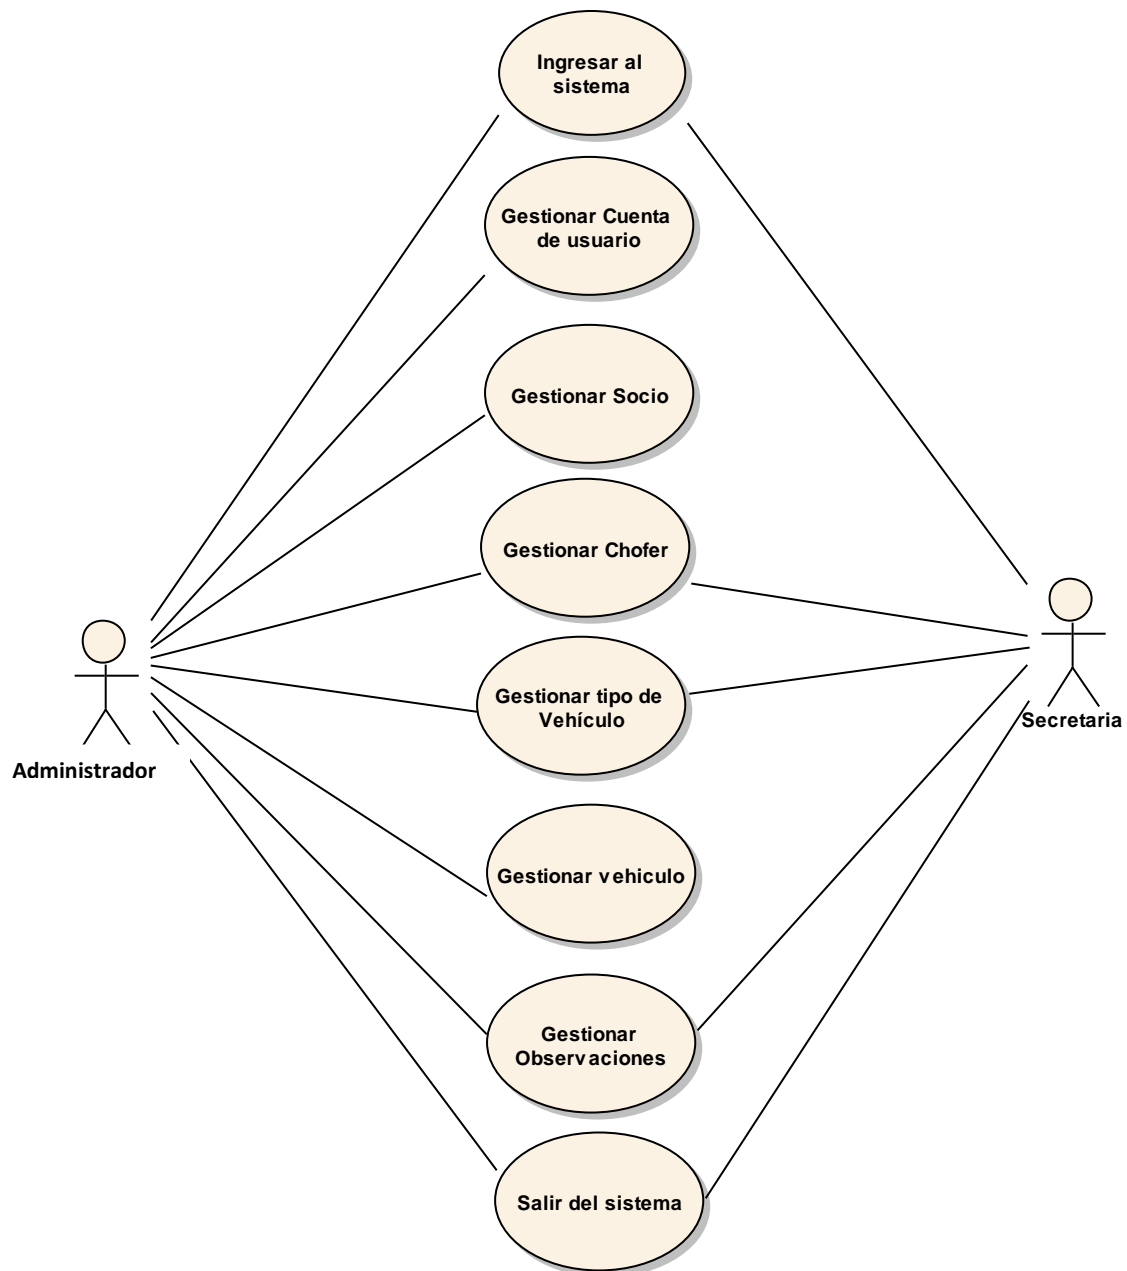 Ingresar al
sistema
Gestionar Cuenta
de usuario
Gestionar Socio
Gestionar Chofer
Gestionar tipo de
Vehículo
Secretaria
Administrador
Gestionar vehiculo
Gestionar
Observaciones
Salir del sistema